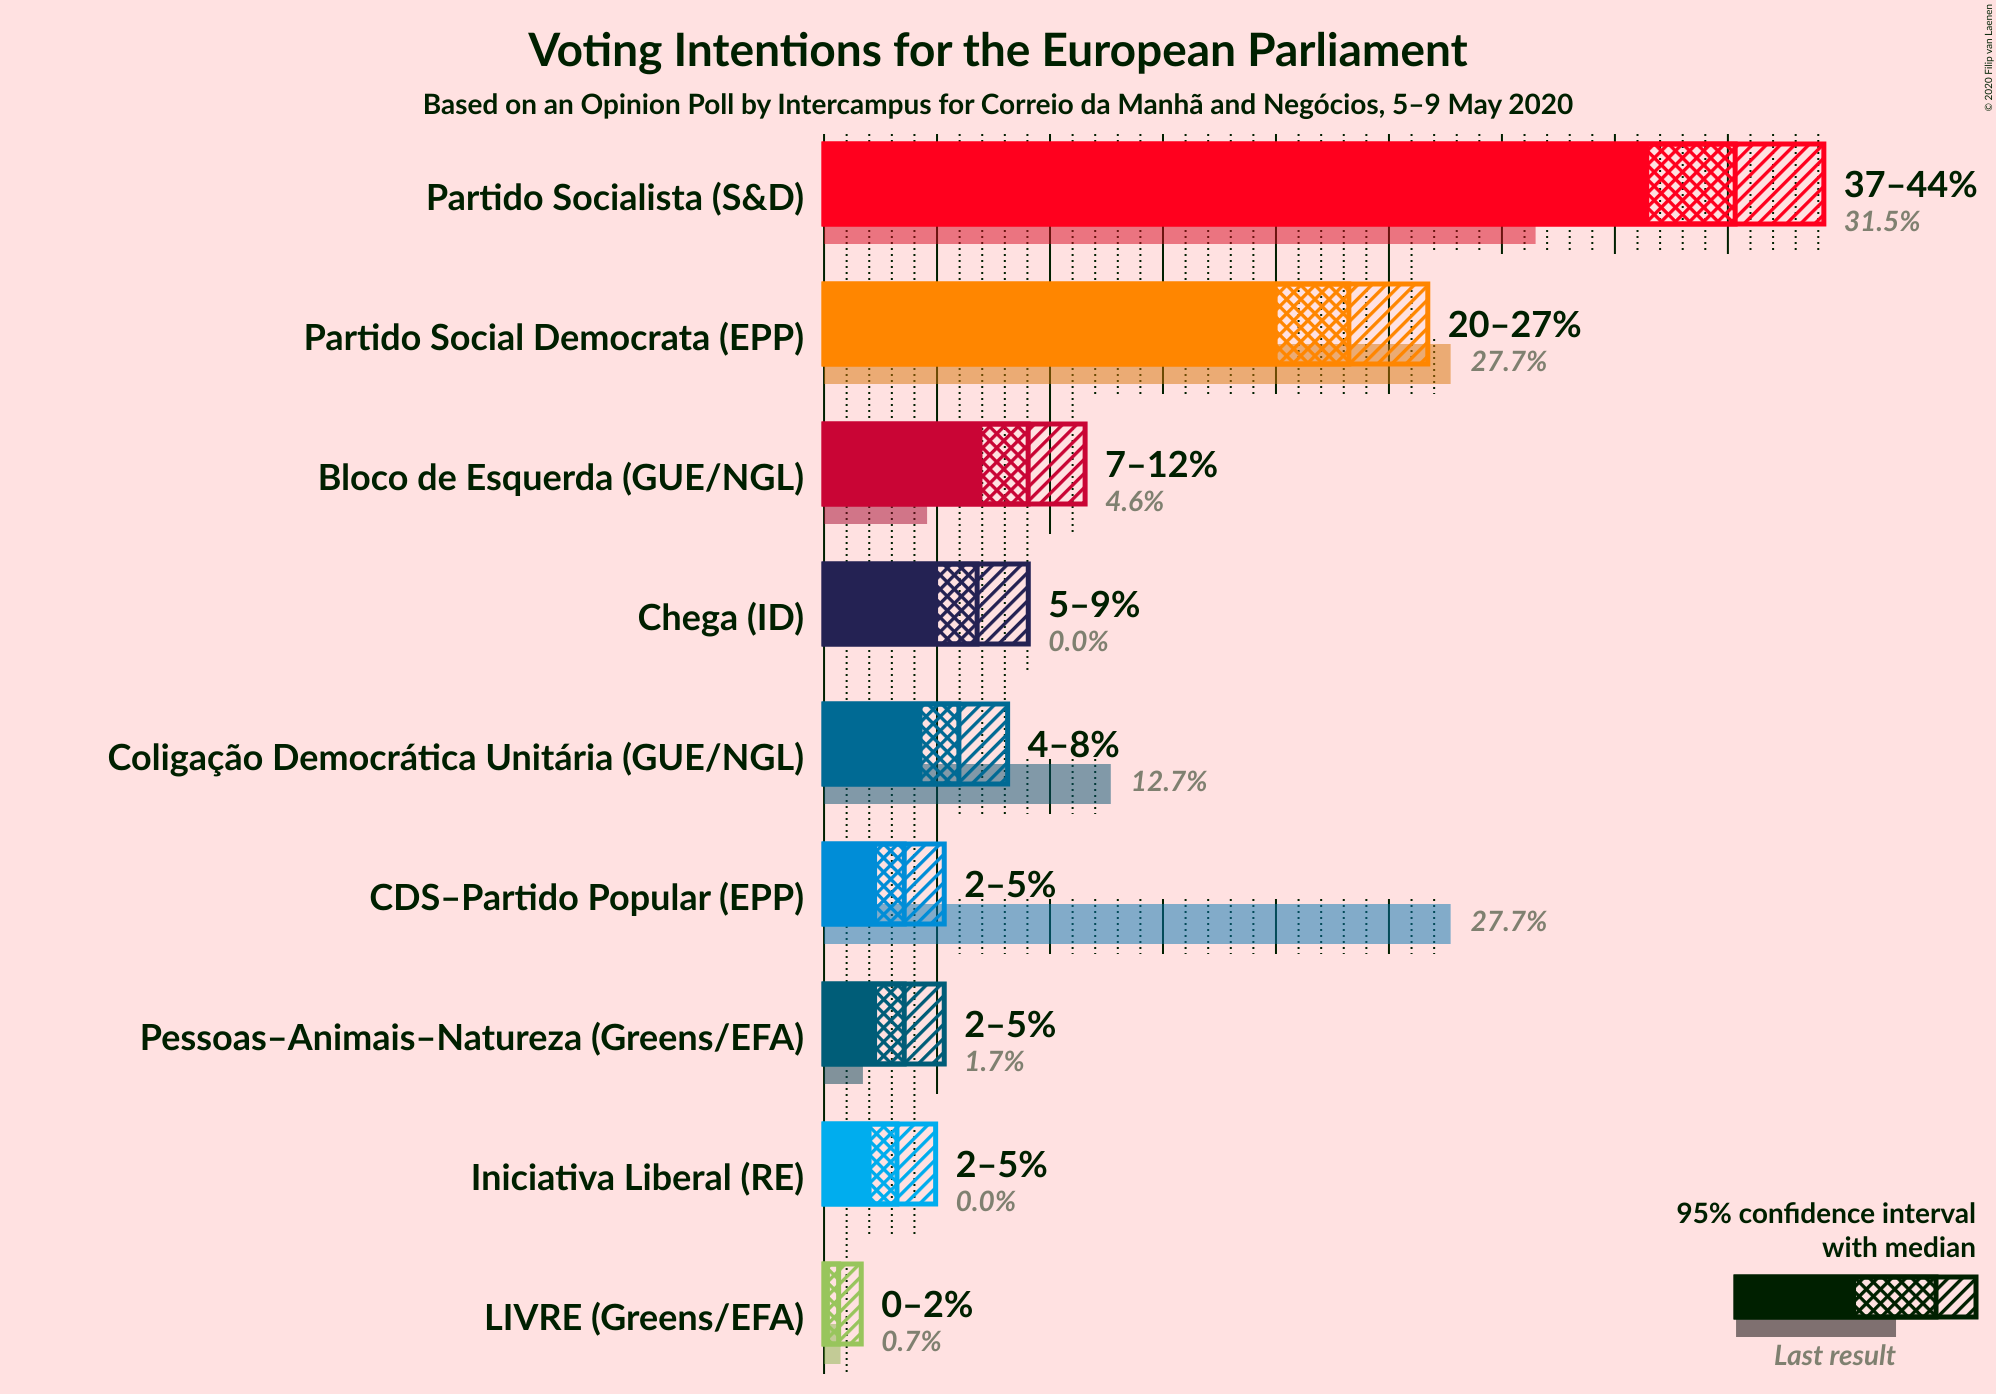 Voting Intentions for the European Parliament
Based on an Opinion Poll by Intercampus for Correio da Manhã and Negócios, 5–9 May 2020
© 2020 Filip van Laenen
Partido Socialista (S&D)
37–44%
31.5%
Partido Social Democrata (EPP)
20–27%
27.7%
Bloco de Esquerda (GUE/NGL)
7–12%
4.6%
Chega (ID)
5–9%
0.0%
Coligação Democrática Unitária (GUE/NGL)
4–8%
12.7%
CDS–Partido Popular (EPP)
2–5%
27.7%
Pessoas–Animais–Natureza (Greens/EFA)
2–5%
1.7%
Iniciativa Liberal (RE)
2–5%
0.0%
LIVRE (Greens/EFA)
0–2%
0.7%
95% confidence interval
with median
Last result